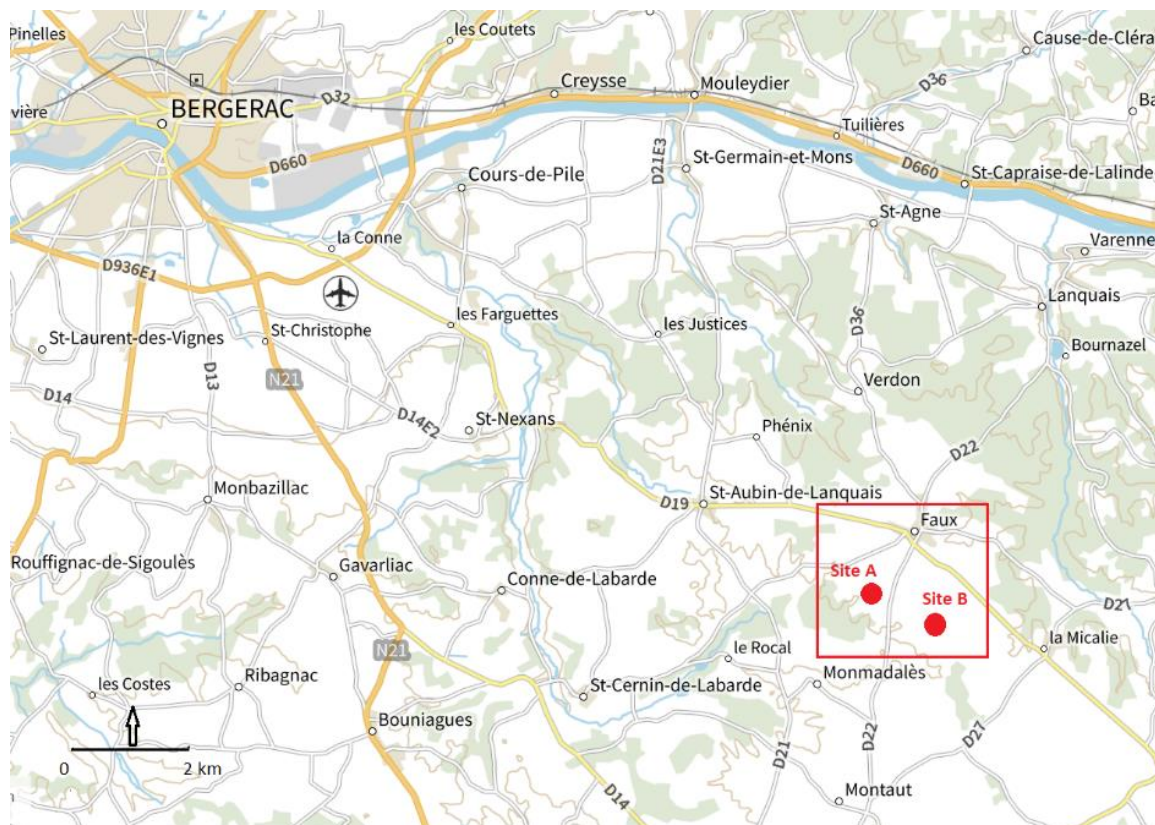 Pinelles
les Coutets
Cause-de-Cléra
D36
Creysse
Mouleydier
Ba
vière
BERGERAC
D32
Tuilières
D660
D21E3
St-Germain-et-Mons
D660
St-Capraise-de-Lalinde
Cours-de-Pile
St-Agne
la Conne
Varenne
D936E1
Lanquais
les Farguettes
St-Christophe
les Justices
D36
St-Laurent-des-Vignes
Bournazel
D13
N21
Verdon
D14
D14E2
St-Nexans
Phénix
D22
Monbazillac
D19
St-Aubin-de-Lanquais
Faux
Rouffignac-de-Sigoulès
Gavarliac
Conne-de-Labarde
Site A
Site B
D27
la Micalie
N21
le Rocal
Monmadalès
les Costes
Ribagnac
St-Cernin-de-Labarde
Bouniagues
D21
D22
D27
0 2 km
D14
Montaut